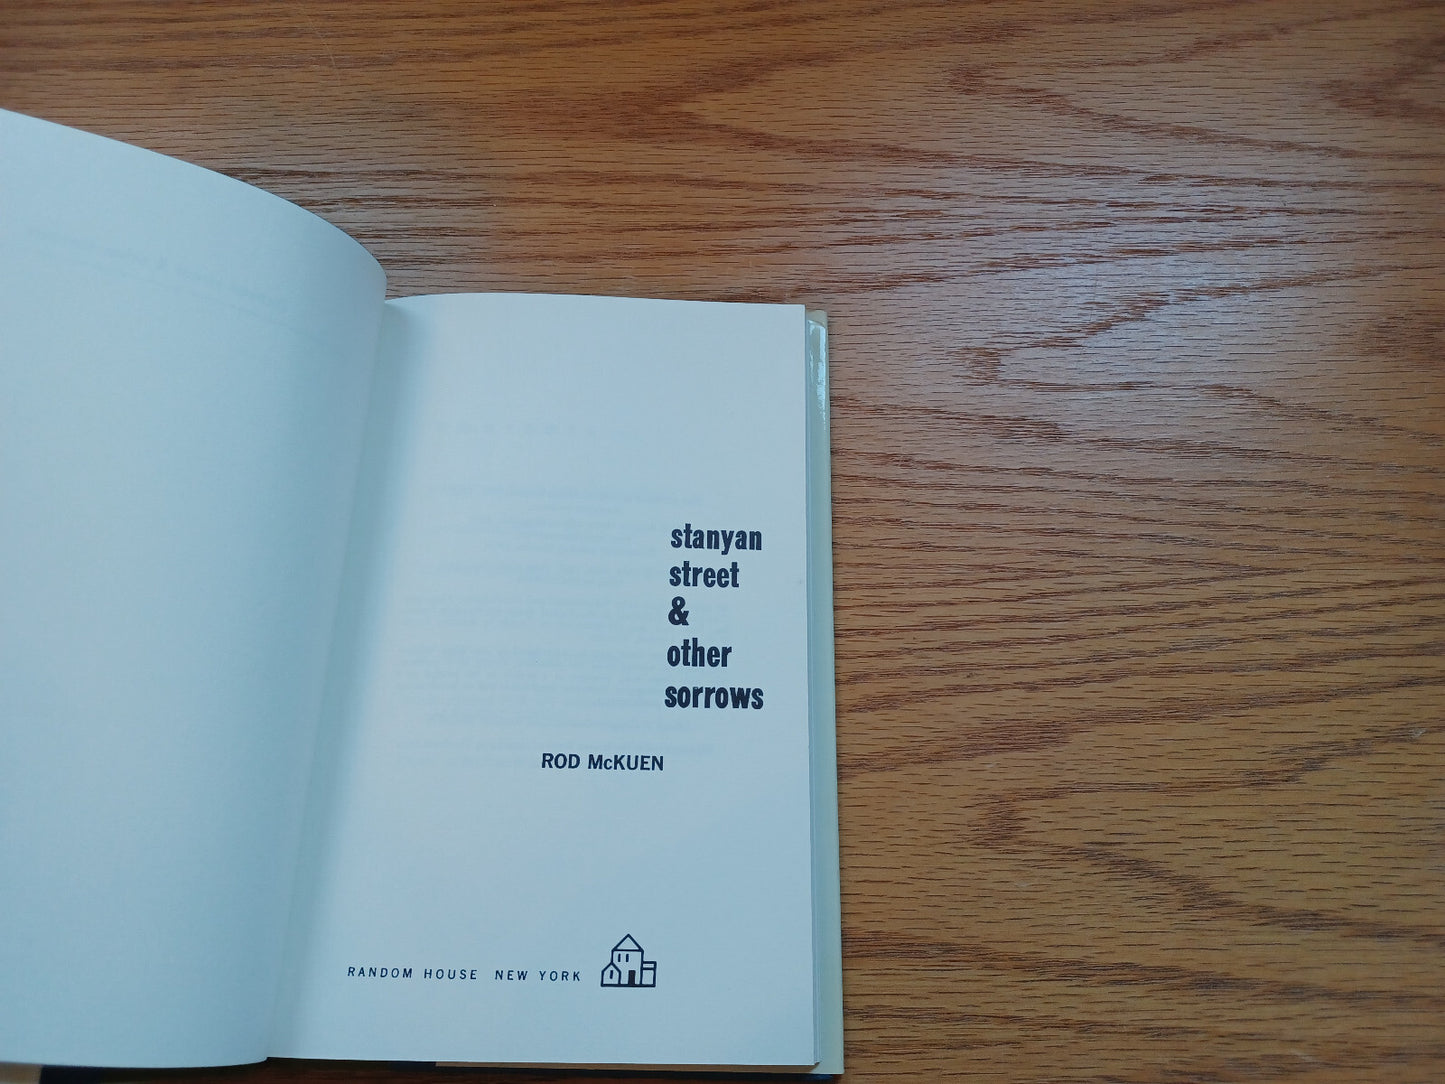 stanyan
street
&
other
sorrows
ROD McKUEN
RANDOM HOUSE NEW YORK